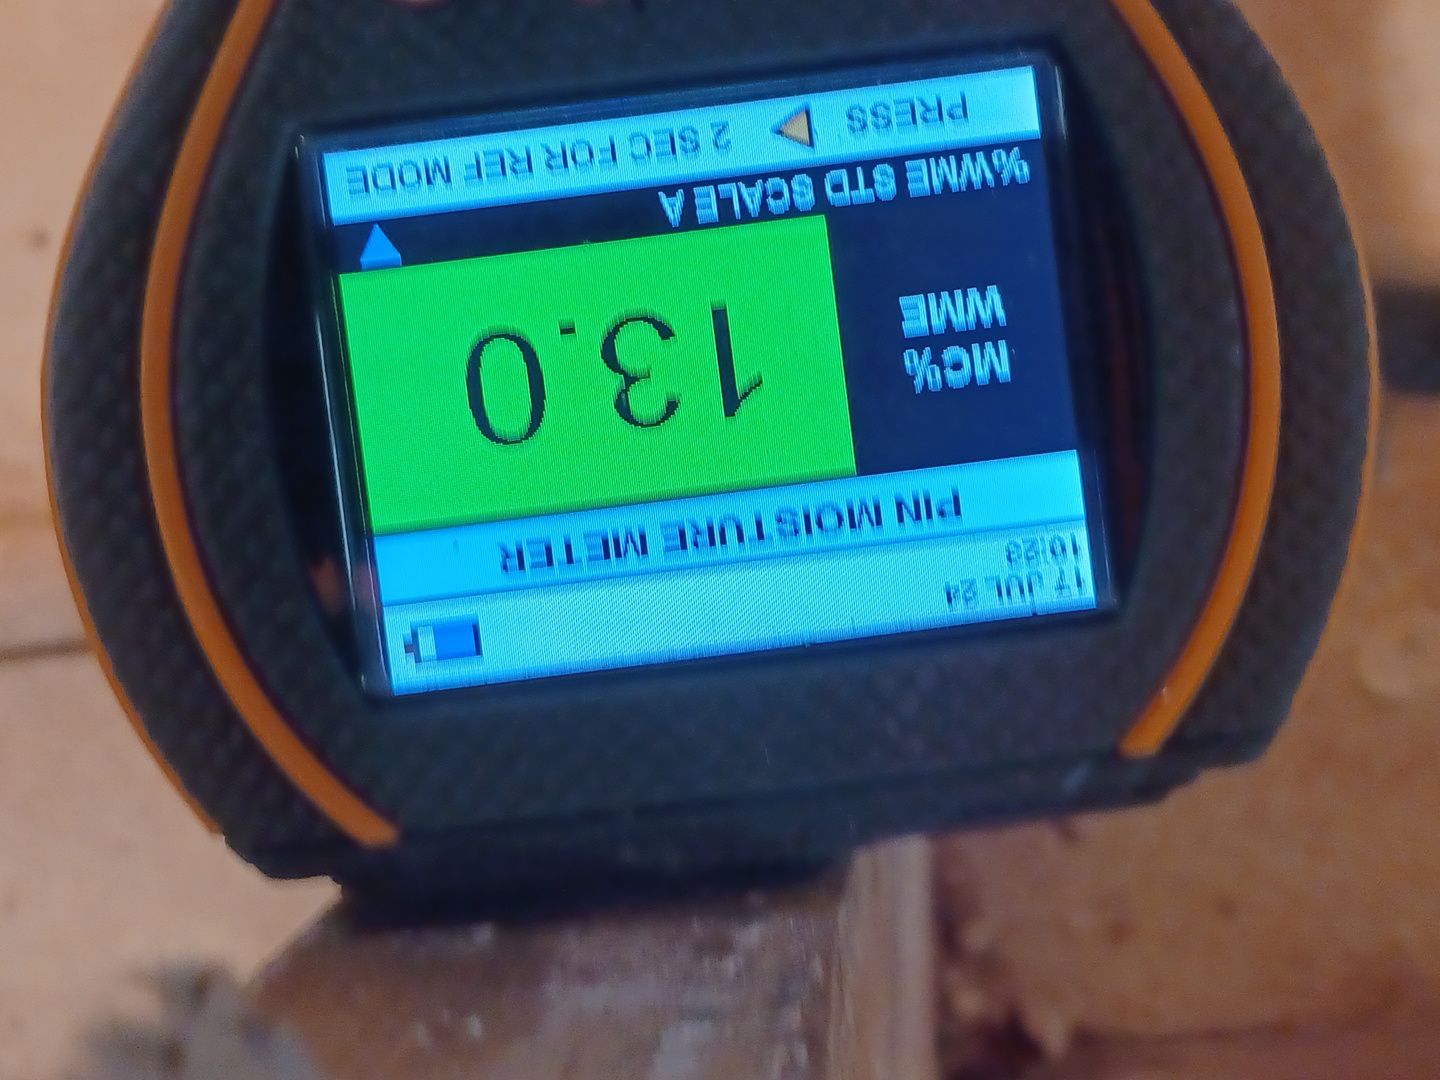 17 JUL 24
10:23
PIN MOISTURE METER
MC%
WME
13.0
%WME STD SCALE A
PRESS 2 SEC FOR REF MODE